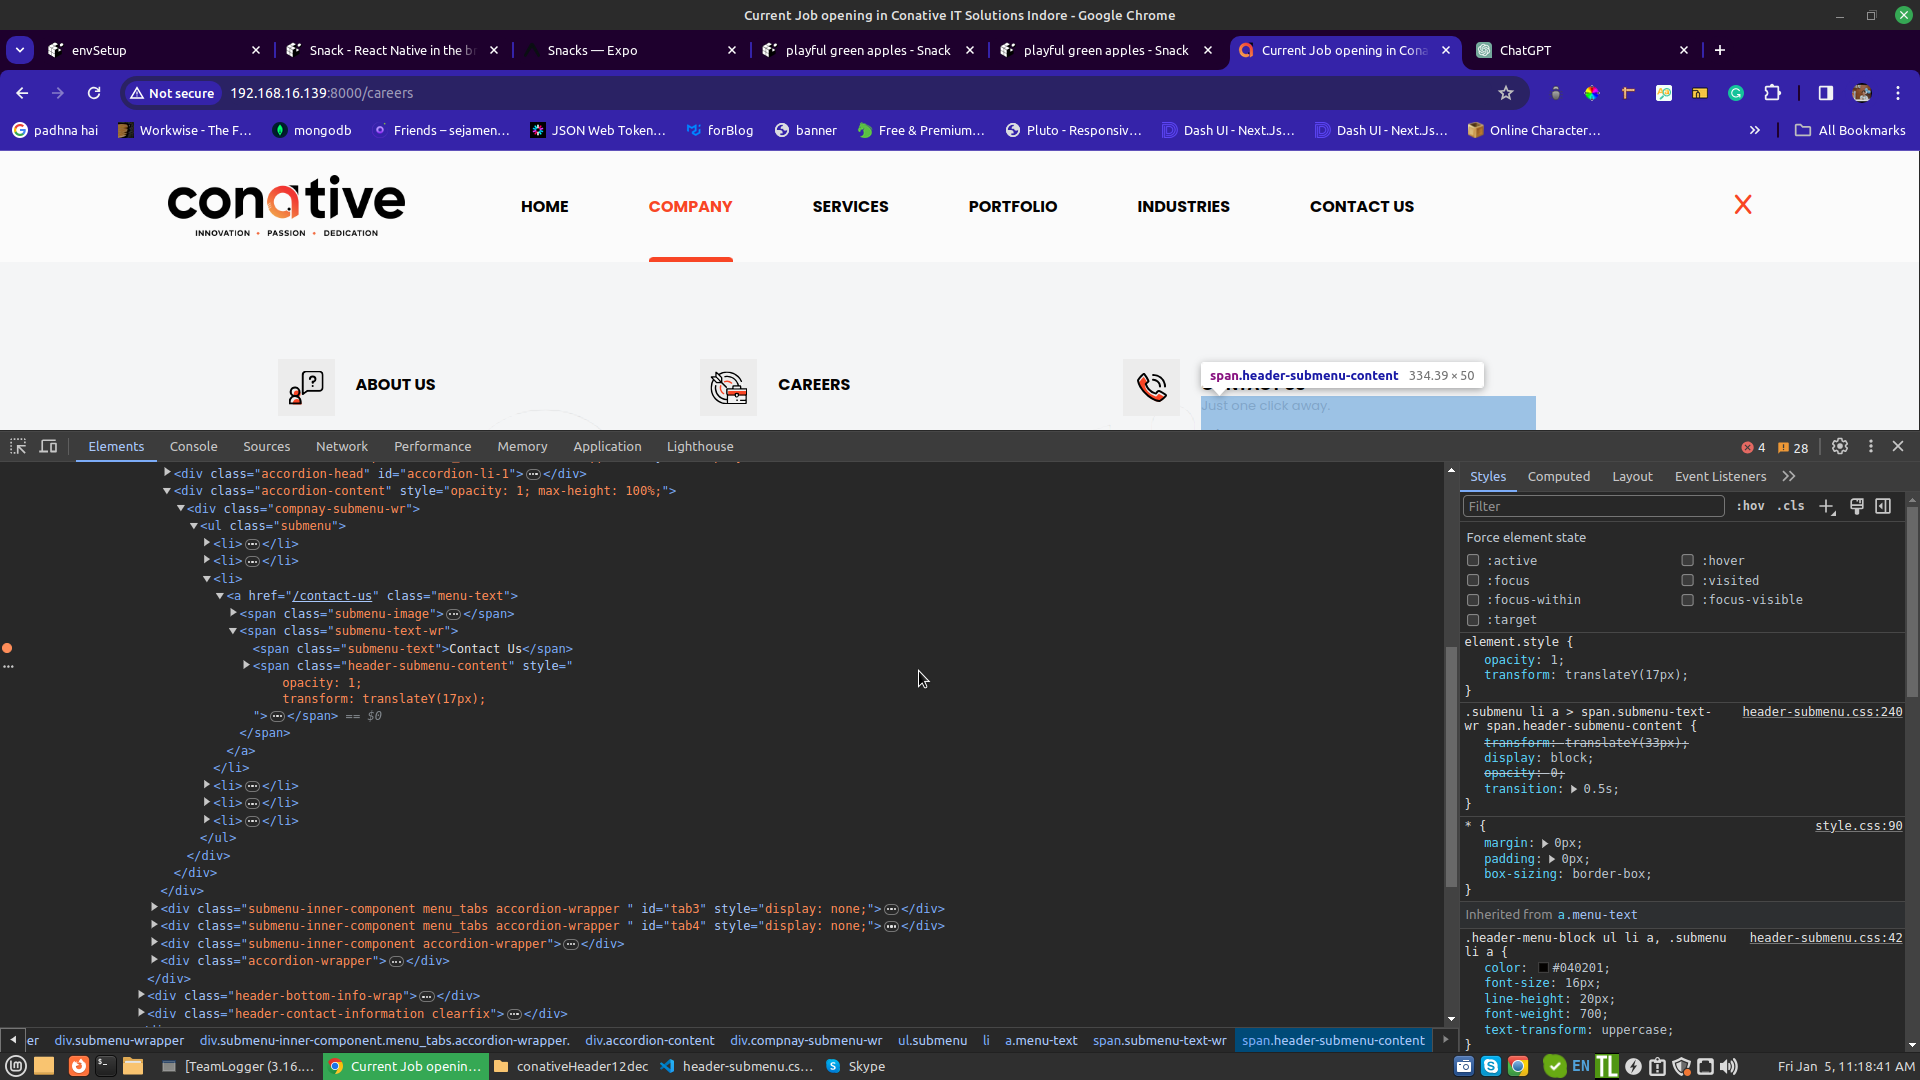 Current Job opening in Conative IT Solutions Indore - Google Chrome
envSetup
Snack - React Native in the b
Snacks — Expo
playful green apples - Snack
playful green apples - Snack
Current Job opening in Cona
ChatGPT
Not secure
192.168.16.139:8000/careers
padhna hai
Workwise - The F...
mongodb
Friends – sejamen...
JSON Web Token...
forBlog
banner
Free & Premium...
Pluto - Responsiv...
Dash UI - Next.Js...
Dash UI - Next.Js...
Online Character...
All Bookmarks
conative
INNOVATION • PASSION • DEDICATION
HOME
COMPANY
SERVICES
PORTFOLIO
INDUSTRIES
CONTACT US
ABOUT US
CAREERS
span.header-submenu-content 334.39 × 50
Just one click away.
Elements
Console
Sources
Network
Performance
Memory
Application
Lighthouse
4
28
<div class="accordion-head" id="accordion-li-1">…</div>
<div class="accordion-content" style="opacity: 1; max-height: 100%;">
<div class="compnay-submenu-wr">
<ul class="submenu">
<li>…</li>
<li>…</li>
<li>
<a href="/contact-us" class="menu-text">
<span class="submenu-image">…</span>
<span class="submenu-text-wr">
<span class="submenu-text">Contact Us</span>
<span class="header-submenu-content" style="
opacity: 1;
transform: translateY(17px);
">…</span> == $0
</span>
</a>
</li>
<li>…</li>
<li>…</li>
<li>…</li>
</ul>
</div>
</div>
</div>
<div class="submenu-inner-component menu_tabs accordion-wrapper " id="tab3" style="display: none;">…</div>
<div class="submenu-inner-component menu_tabs accordion-wrapper " id="tab4" style="display: none;">…</div>
<div class="submenu-inner-component accordion-wrapper">…</div>
<div class="accordion-wrapper">…</div>
</div>
<div class="header-bottom-info-wrap">…</div>
<div class="header-contact-information clearfix">…</div>
er
div.submenu-wrapper
div.submenu-inner-component.menu_tabs.accordion-wrapper.
div.accordion-content
div.compnay-submenu-wr
ul.submenu
li
a.menu-text
span.submenu-text-wr
span.header-submenu-content
Styles
Computed
Layout
Event Listeners
Filter
:hov
.cls
Force element state
:active
:hover
:focus
:visited
:focus-within
:focus-visible
:target
element.style {
opacity: 1;
transform: translateY(17px);
}
.submenu li a > span.submenu-text- header-submenu.css:240
wr span.header-submenu-content {
transform: translateY(33px);
display: block;
opacity: 0;
transition: 0.5s;
}
* { style.css:90
margin: 0px;
padding: 0px;
box-sizing: border-box;
}
Inherited from a.menu-text
.header-menu-block ul li a, .submenu header-submenu.css:42
li a {
color: #040201;
font-size: 16px;
line-height: 20px;
font-weight: 700;
text-transform: uppercase;
}
[TeamLogger (3.16....
Current Job openin...
conativeHeader12dec
header-submenu.cs...
Skype
EN
TL
Fri Jan 5, 11:18:41 AM